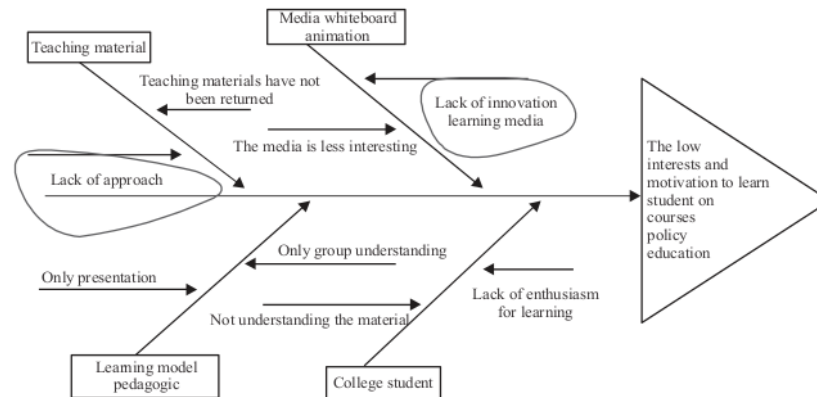 Media whiteboard
animation
Teaching material
Teaching materials have not
been returned
Lack of innovation
learning media
The media is less interesting
Lack of approach
The low
interests and
motivation to learn
student on
courses
policy
education
Only group understanding
Only presentation
Lack of enthusiasm
for learning
Not understanding the material
Learning model
pedagogic
College student